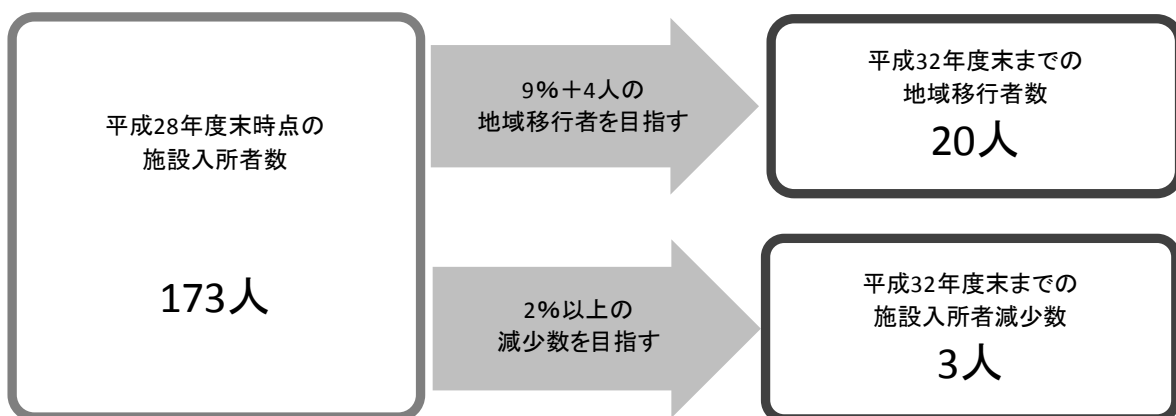 平成28年度末時点の
施設入所者数
173人
9%＋4人の
地域移行者を目指す
平成32年度末までの
地域移行者数
20人
2%以上の
減少数を目指す
平成32年度末までの
施設入所者減少数
3人